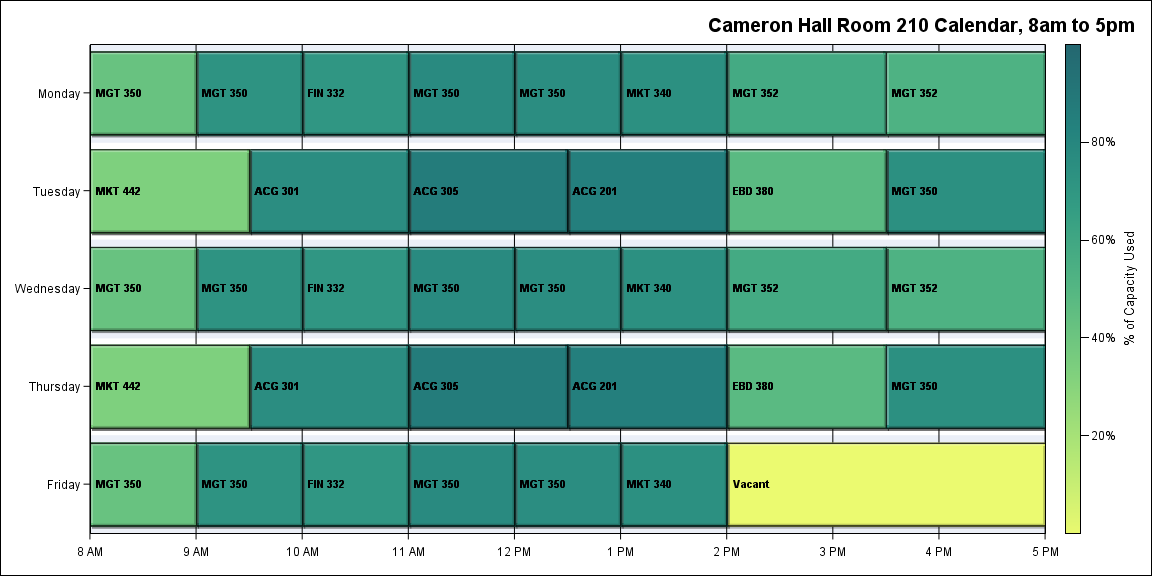 Cameron Hall Room 210 Calendar, 8am to 5pm
Monday MGT 350 MGT 350 FIN 332 MGT 350 MGT 350 MKT 340 MGT 352 MGT 352
80%
Tuesday MKT 442 ACG 301 ACG 305 ACG 201 EBD 380 MGT 350
60%
% of Capacity Used
Wednesday MGT 350 MGT 350 FIN 332 MGT 350 MGT 350 MKT 340 MGT 352 MGT 352
40%
Thursday MKT 442 ACG 301 ACG 305 ACG 201 EBD 380 MGT 350
20%
Friday MGT 350 MGT 350 FIN 332 MGT 350 MGT 350 MKT 340 Vacant
8 AM 9 AM 10 AM 11 AM 12 PM 1 PM 2 PM 3 PM 4 PM 5 PM